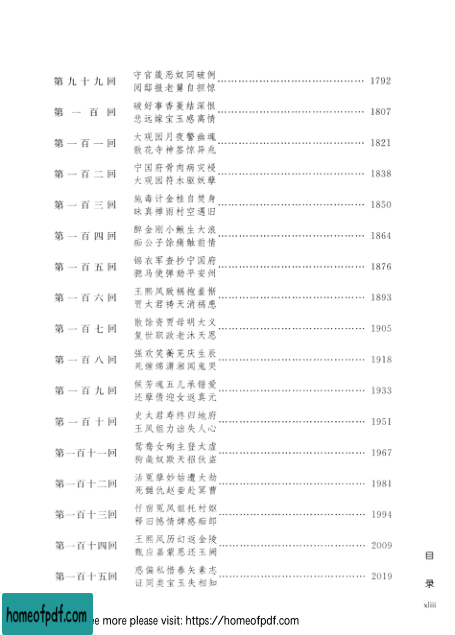 第九十九回 守官箴恶奴同破例 阅邸报老舅自担惊 1792
第一百回 破好事香菱结深恨 悲远嫁宝玉感离情 1807
第一百一回 大观园月夜警幽魂 散花寺神签惊异兆 1821
第一百二回 宁国府骨肉病灾祲 大观园符水驱妖孽 1838
第一百三回 施毒计金桂自焚身 昧真禅雨村空遇旧 1850
第一百四回 醉金刚小鳅生大浪 痴公子馀痛触前情 1864
第一百五回 锦衣军查抄宁国府 骢马使弹劾平安州 1876
第一百六回 王熙凤致祸抱羞惭 贾太君祷天消祸患 1893
第一百七回 散馀资贾母明大义 复世职政老沐天恩 1905
第一百八回 强欢笑蘅芜庆生辰 死缠绵潇湘闻鬼哭 1918
第一百九回 候芳魂五儿承错爱 还孽债迎女返真元 1933
第一百十回 史太君寿终归地府 王凤姐力诎失人心 1951
第一百十一回 鸳鸯女殉主登太虚 狗彘奴欺天招伙盗 1967
第一百十二回 活冤孽妙姑遭大劫 死雠仇赵妾赴冥曹 1981
第一百十三回 忏宿冤凤姐托村妪 释旧憾情婢感痴郎 1994
第一百十四回 王熙凤历幻返金陵 甄应嘉蒙恩还玉阙 2009
第一百十五回 惑偏私惜春矢素志 证同类宝玉失相知 2019
目录
xliii
homeofpdf.com
ee more please visit: https://homeofpdf.com